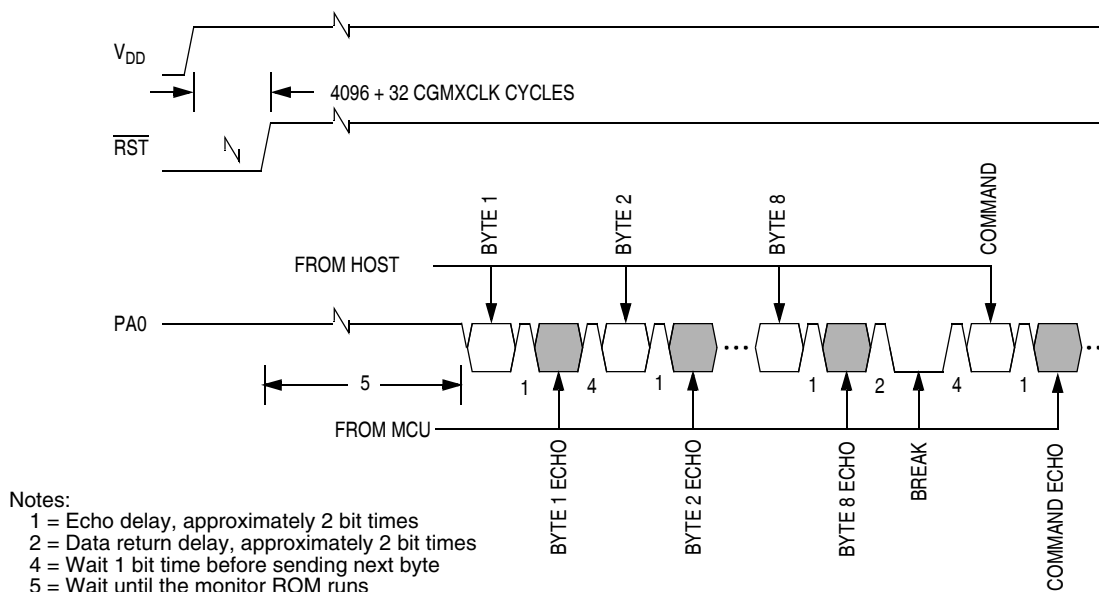 VDD
4096 + 32 CGMXCLK CYCLES
RST
BYTE 1
BYTE 2
BYTE 8
COMMAND
FROM HOST
PA0
1
4
1
1
2
4
1
5
FROM MCU
BYTE 1 ECHO
BYTE 2 ECHO
BYTE 8 ECHO
BREAK
COMMAND ECHO
Notes:
1 = Echo delay, approximately 2 bit times
2 = Data return delay, approximately 2 bit times
4 = Wait 1 bit time before sending next byte
5 = Wait until the monitor ROM runs